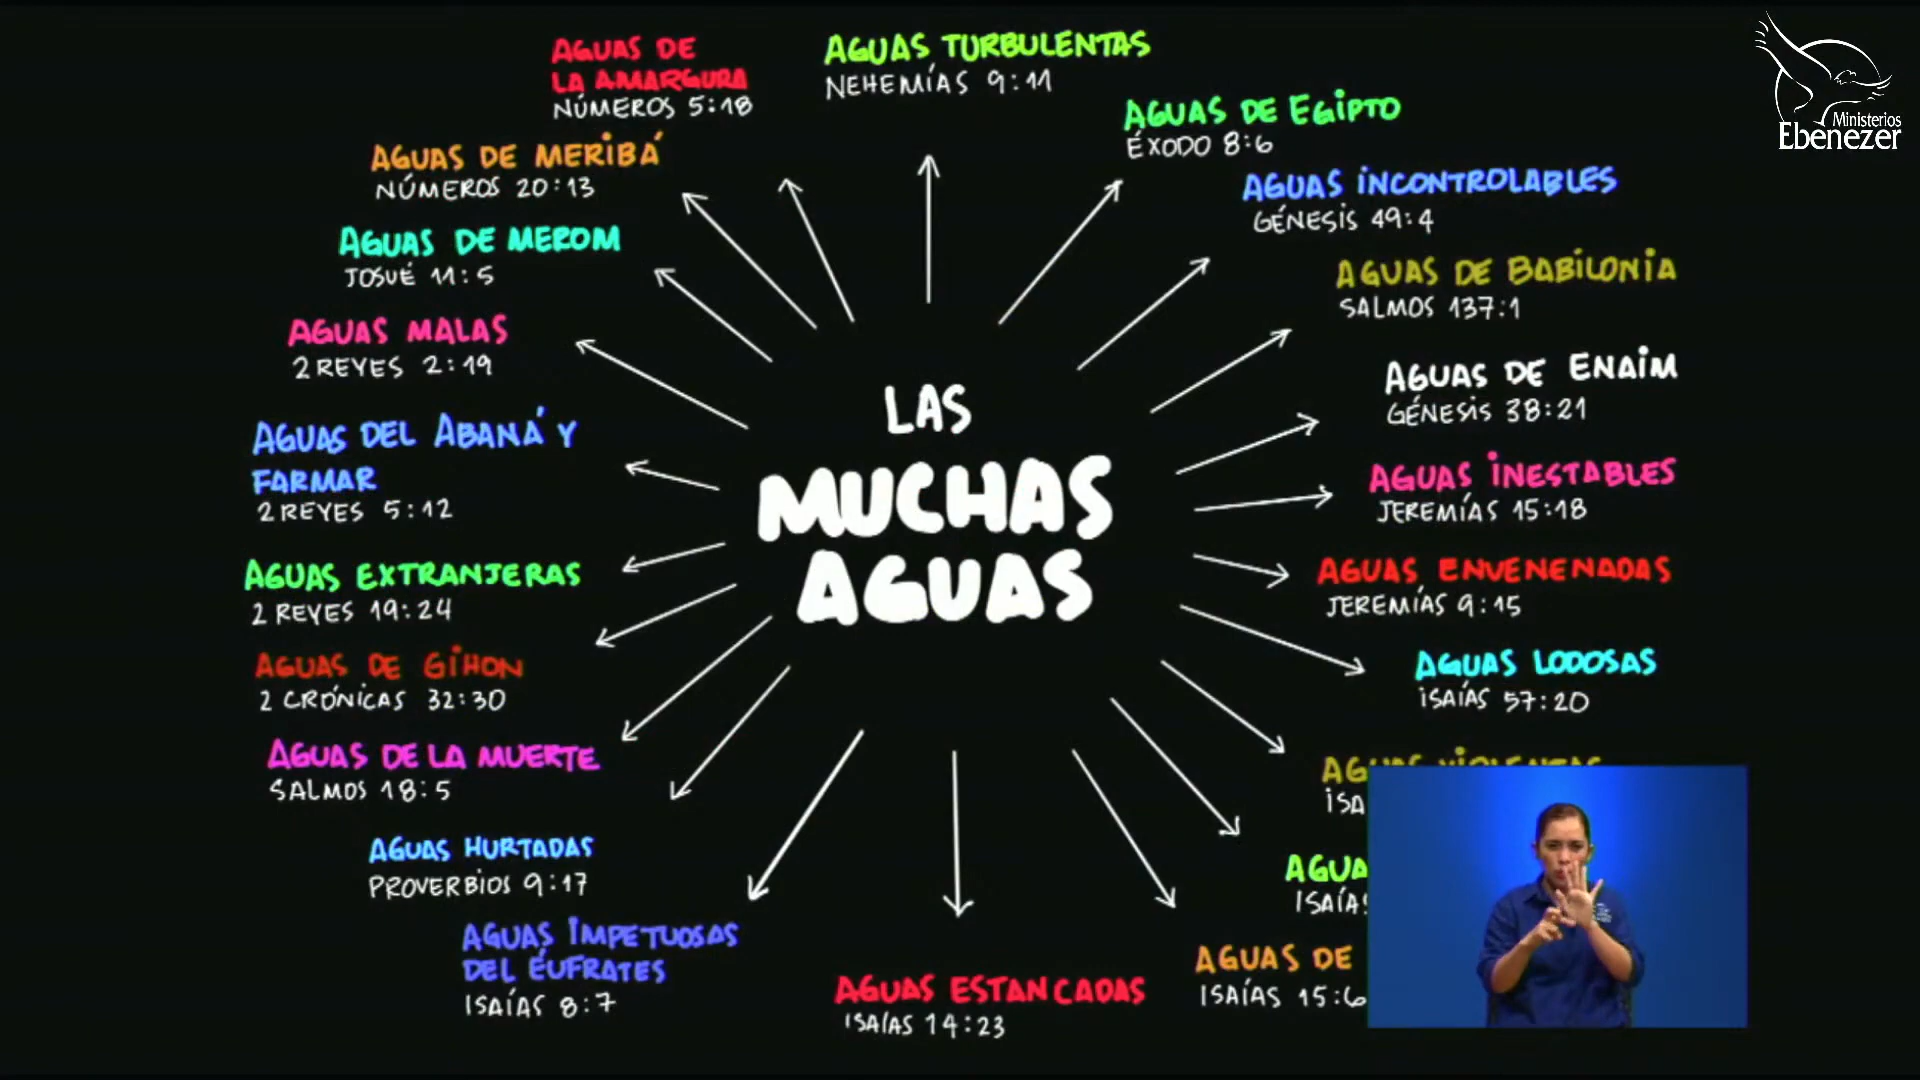 AGUAS DE
LA AMARGURA
NÚMEROS 5:18
AGUAS TURBULENTAS
NEHEMÍAS 9:11
AGUAS DE EGIPTO
ÉXODO 8:6
Ministerios
Ebenezer
AGUAS DE MERIBÁ
NÚMEROS 20:13
AGUAS INCONTROLABLES
GÉNESIS 49:4
AGUAS DE MEROM
JOSUÉ 11:5
AGUAS DE BABILONIA
SALMOS 137:1
AGUAS MALAS
2 REYES 2:19
AGUAS DE ENAIM
GÉNESIS 38:21
LAS
MUCHAS
AGUAS
AGUAS DEL ABANÁ Y
FARMAR
2 REYES 5:12
AGUAS INESTABLES
JEREMÍAS 15:18
AGUAS EXTRANJERAS
2 REYES 19:24
AGUAS ENVENENADAS
JEREMÍAS 9:15
AGUAS DE GIHON
2 CRÓNICAS 32:30
AGUAS LODOSAS
ISAÍAS 57:20
AGUAS DE LA MUERTE
SALMOS 18:5
AGUAS VIOLENTAS
ISA
AGUAS HURTADAS
PROVERBIOS 9:17
AGUA
ISAÍAS
AGUAS IMPETUOSAS
DEL ÉUFRATES
ISAÍAS 8:7
AGUAS ESTANCADAS
ISAÍAS 14:23
AGUAS DE
ISAÍAS 15:6